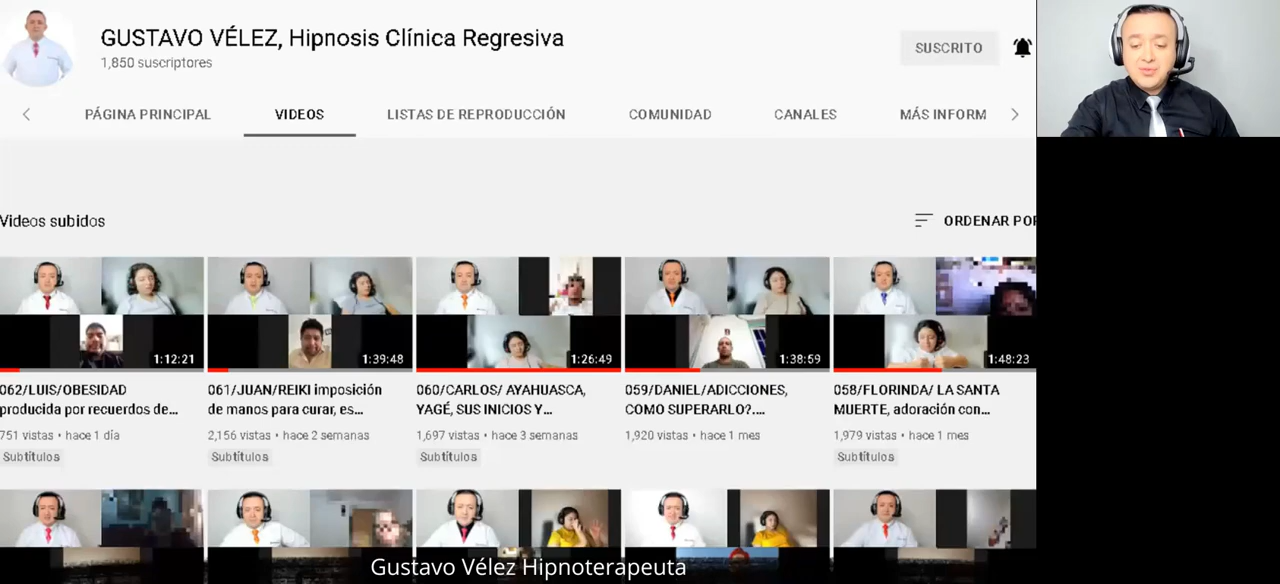 GUSTAVO VÉLEZ, Hipnosis Clínica Regresiva
1,850 suscriptores
SUSCRITO
PÁGINA PRINCIPAL
VIDEOS
LISTAS DE REPRODUCCIÓN
COMUNIDAD
CANALES
MÁS INFORM
Videos subidos
ORDENAR POR
1:12:21
1:39:48
1:26:49
1:38:59
1:48:23
062/LUIS/OBESIDAD
producida por recuerdos de…
751 vistas • hace 1 día
Subtítulos
061/JUAN/REIKI imposición
de manos para curar, es…
2,156 vistas • hace 2 semanas
Subtítulos
060/CARLOS/ AYAHUASCA,
YAGÉ, SUS INICIOS Y…
1,697 vistas • hace 3 semanas
Subtítulos
059/DANIEL/ADICCIONES,
COMO SUPERARLO?.…
1,920 vistas • hace 1 mes
058/FLORINDA/ LA SANTA
MUERTE, adoración con…
1,979 vistas • hace 1 mes
Subtítulos
Gustavo Vélez Hipnoterapeuta